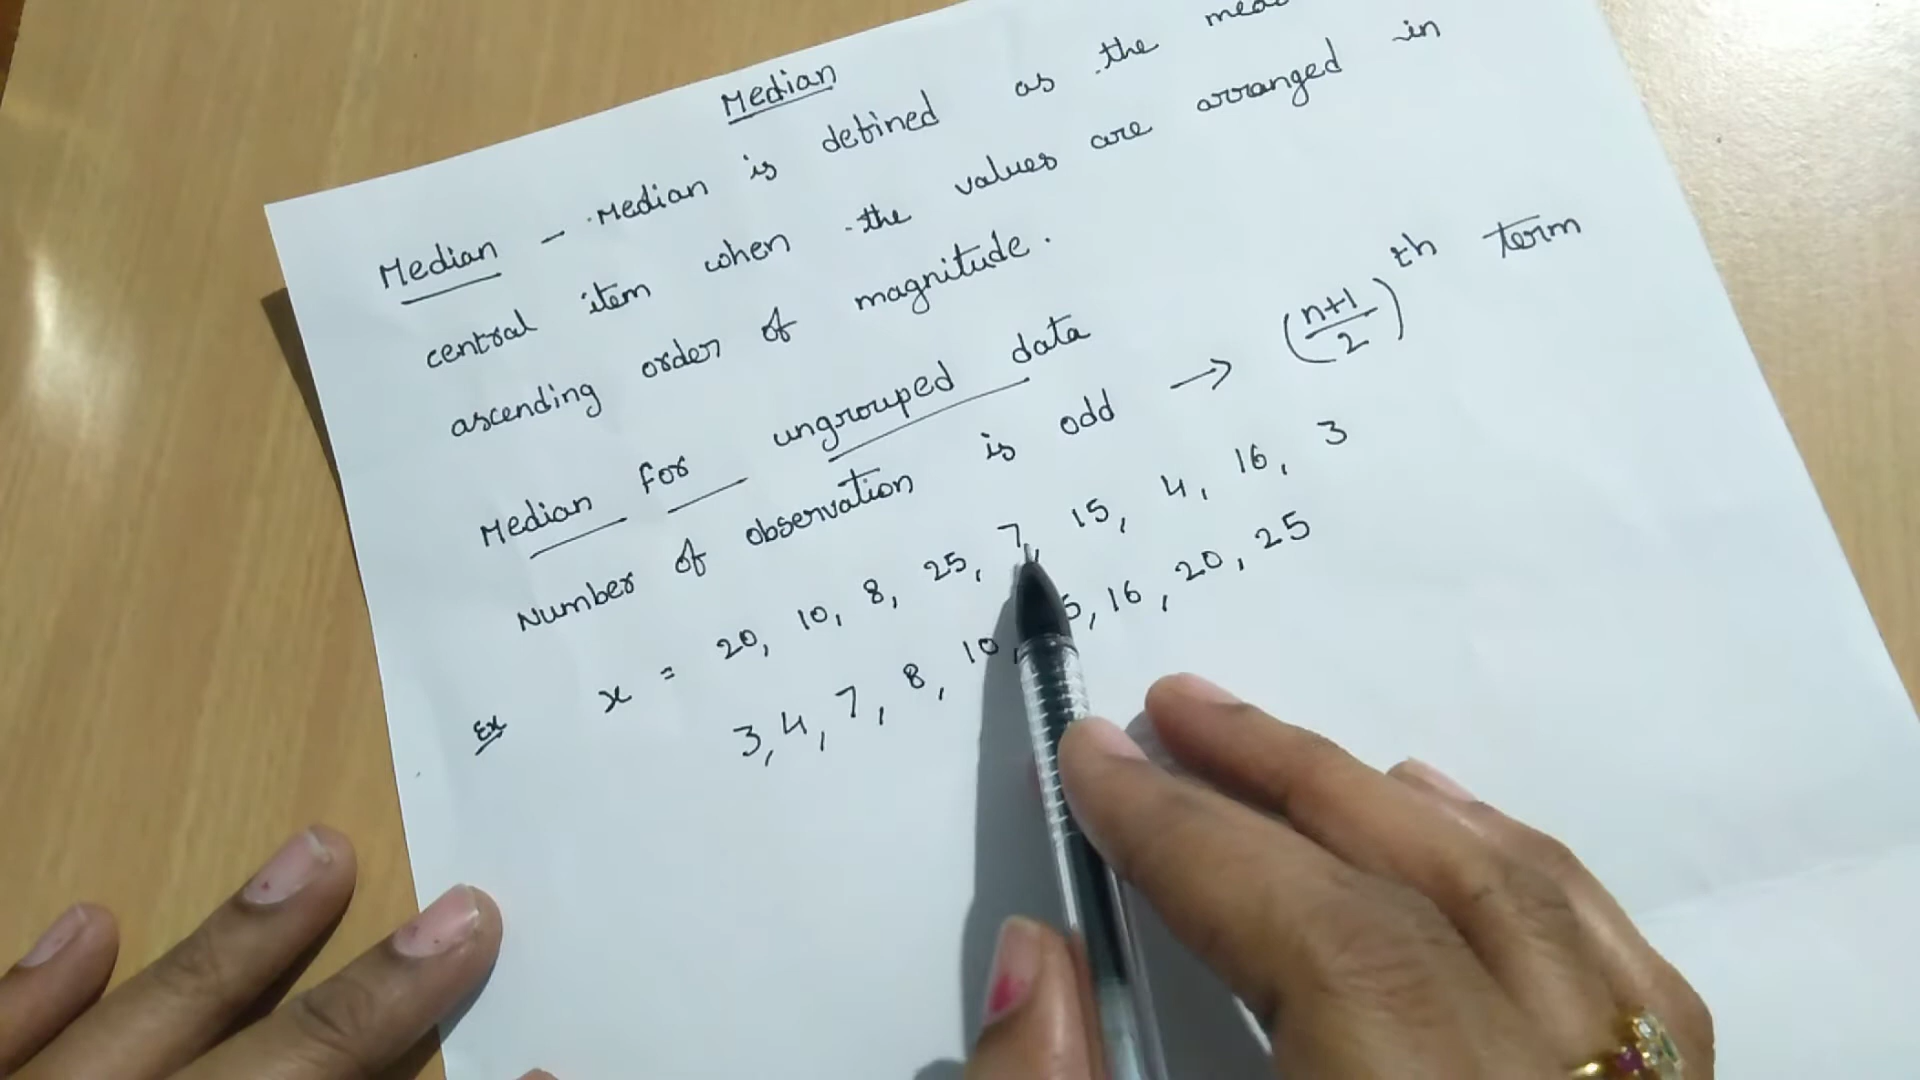 Median
Median - Median is defined as the
central item when the values are arranged in
ascending order of magnitude.
Median for ungrouped data
Number of observation is odd → (n+1/2)th term
Ex x = 20, 10, 8, 25, 7, 15, 4, 16, 3
3, 4, 7, 8, 10, 5, 16, 20, 25